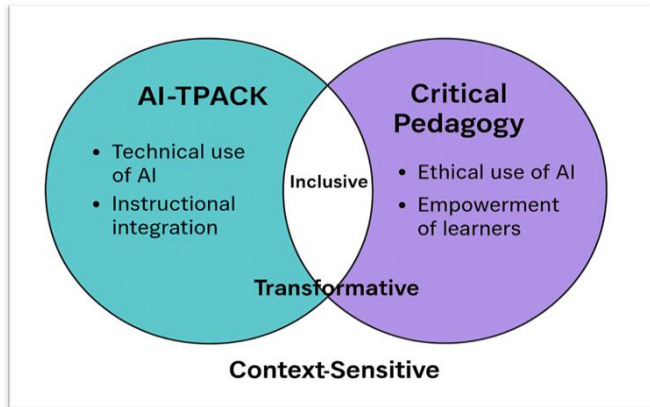 AI-TPACK
• Technical use
of AI
• Instructional
integration
Inclusive
Critical
Pedagogy
• Ethical use of AI
• Empowerment
of learners
Transformative
Context-Sensitive